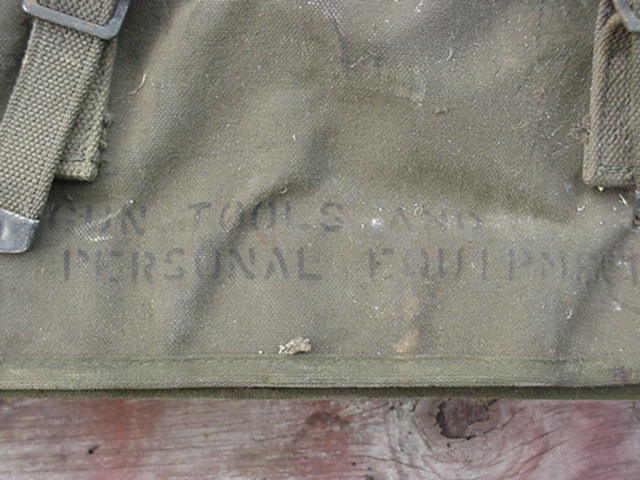 GUN TOOLS AND
PERSONAL EQUIPMENT